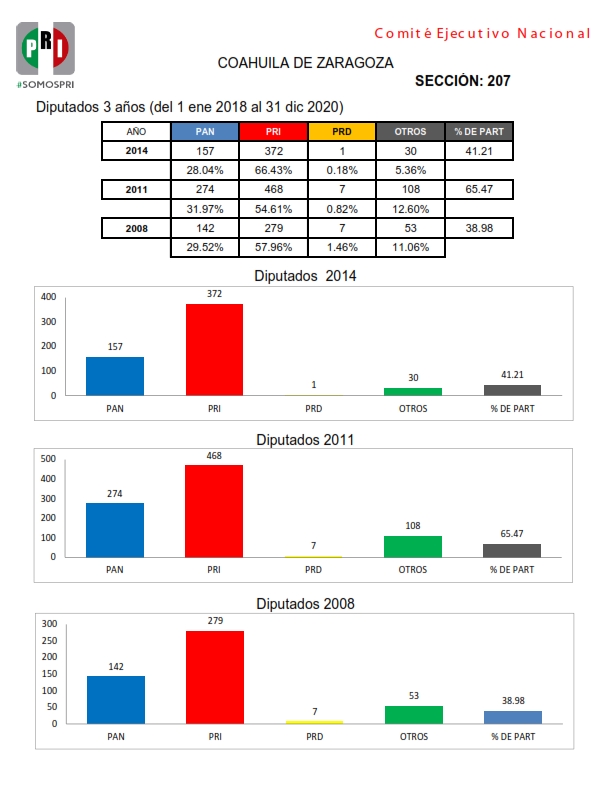 Comité Ejecutivo Nacional
PRI
#SOMOSPRI
COAHUILA DE ZARAGOZA
SECCIÓN: 207
Diputados 3 años (del 1 ene 2018 al 31 dic 2020)
AÑO PAN PRI PRD OTROS % DE PART
2014 157 372 1 30 41.21
28.04% 66.43% 0.18% 5.36%
2011 274 468 7 108 65.47
31.97% 54.61% 0.82% 12.60%
2008 142 279 7 53 38.98
29.52% 57.96% 1.46% 11.06%
Diputados 2014
400
300
200
100
0
157 372 1 30 41.21
PAN PRI PRD OTROS % DE PART
Diputados 2011
500
400
300
200
100
0
274 468 7 108 65.47
PAN PRI PRD OTROS % DE PART
Diputados 2008
300
250
200
150
100
50
0
142 279 7 53 38.98
PAN PRI PRD OTROS % DE PART